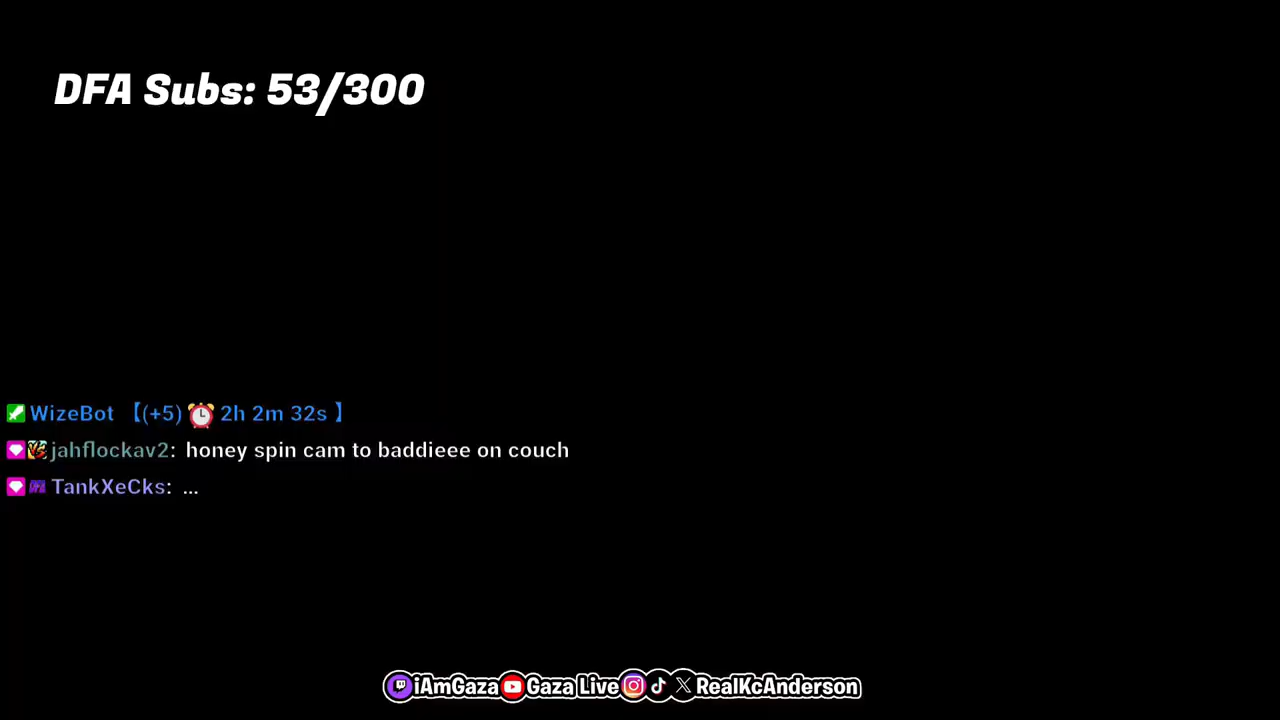 DFA Subs: 53/300
WizeBot 【(+5) ⏰ 2h 2m 32s 】
jahflockav2: honey spin cam to baddieee on couch
TankXeCks: ...
iAmGaza Gaza Live RealKcAnderson